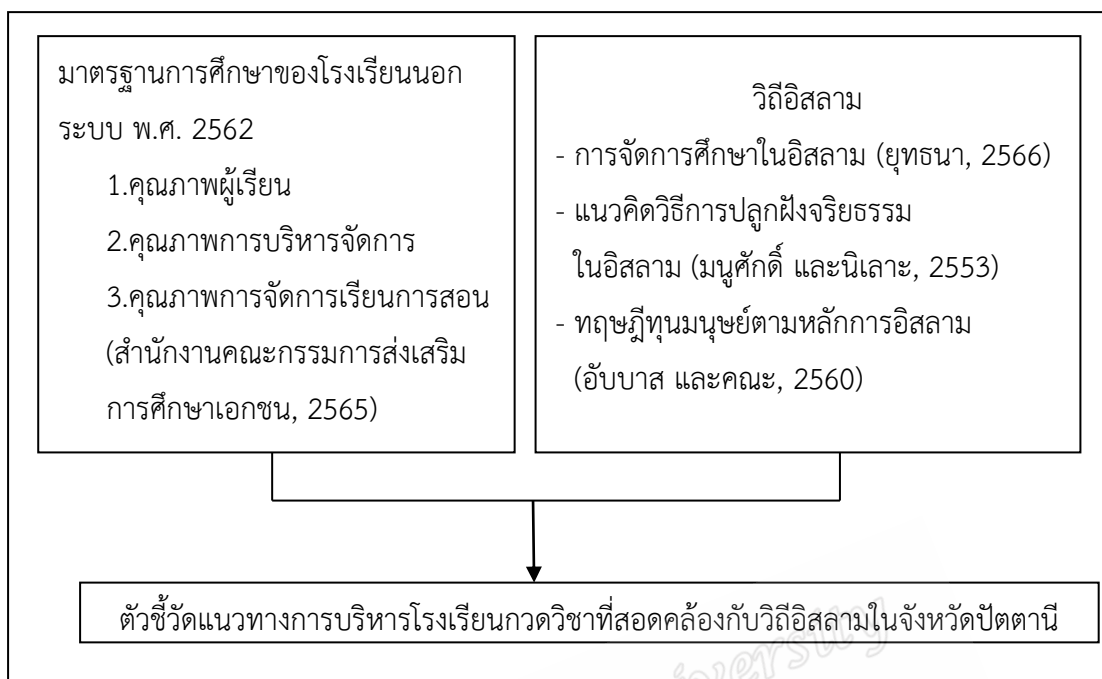 มาตรฐานการศึกษาของโรงเรียนนอก
ระบบ พ.ศ. 2562
1.คุณภาพผู้เรียน
2.คุณภาพการบริหารจัดการ
3.คุณภาพการจัดการเรียนการสอน
(สำนักงานคณะกรรมการส่งเสริม
การศึกษาเอกชน, 2565)
วิถีอิสลาม
- การจัดการศึกษาในอิสลาม (ยุทธนา, 2566)
- แนวคิดวิธีการปลูกฝังจริยธรรม
ในอิสลาม (มนูศักดิ์ และนิเลาะ, 2553)
- ทฤษฎีทุนมนุษย์ตามหลักการอิสลาม
(อับบาส และคณะ, 2560)
ตัวชี้วัดแนวทางการบริหารโรงเรียนกวดวิชาที่สอดคล้องกับวิถีอิสลามในจังหวัดปัตตานี